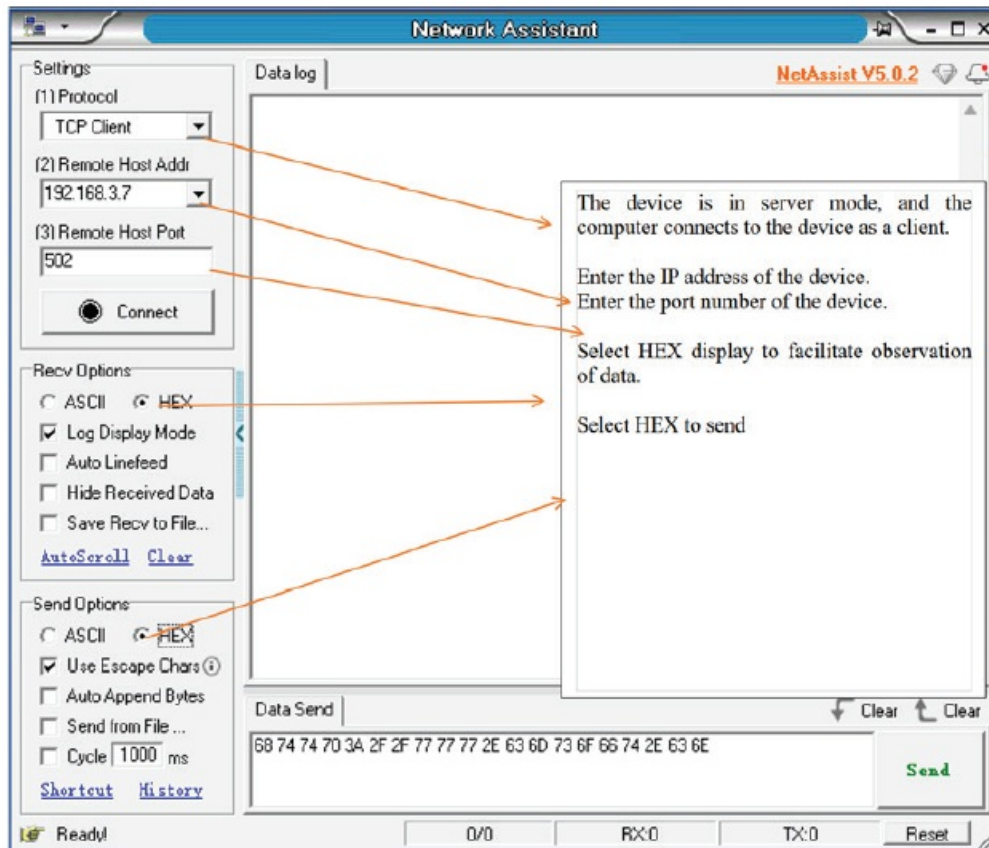 Network Assistant
Settings
(1) Protocol
TCP Client
(2) Remote Host Addr
192.168.3.7
(3) Remote Host Port
502
Connect
Recv Options
ASCII HEX
Log Display Mode
Auto Linefeed
Hide Received Data
Save Recv to File...
AutoScroll Clear
Send Options
ASCII HEX
Use Escape Chars
Auto Append Bytes
Send from File ...
Cycle 1000 ms
Shortcut History
Data log
NetAssist V5.0.2
The device is in server mode, and the
computer connects to the device as a client.
Enter the IP address of the device.
Enter the port number of the device.
Select HEX display to facilitate observation
of data.
Select HEX to send
Data Send
Clear Clear
68 74 74 70 3A 2F 2F 77 77 77 2E 63 6D 73 6F 66 74 2E 63 6E
Send
Ready!
0/0
RX:0
TX:0
Reset